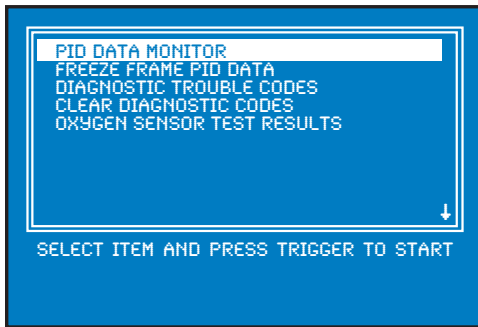 PID DATA MONITOR
FREEZE FRAME PID DATA
DIAGNOSTIC TROUBLE CODES
CLEAR DIAGNOSTIC CODES
OXYGEN SENSOR TEST RESULTS
↓
SELECT ITEM AND PRESS TRIGGER TO START